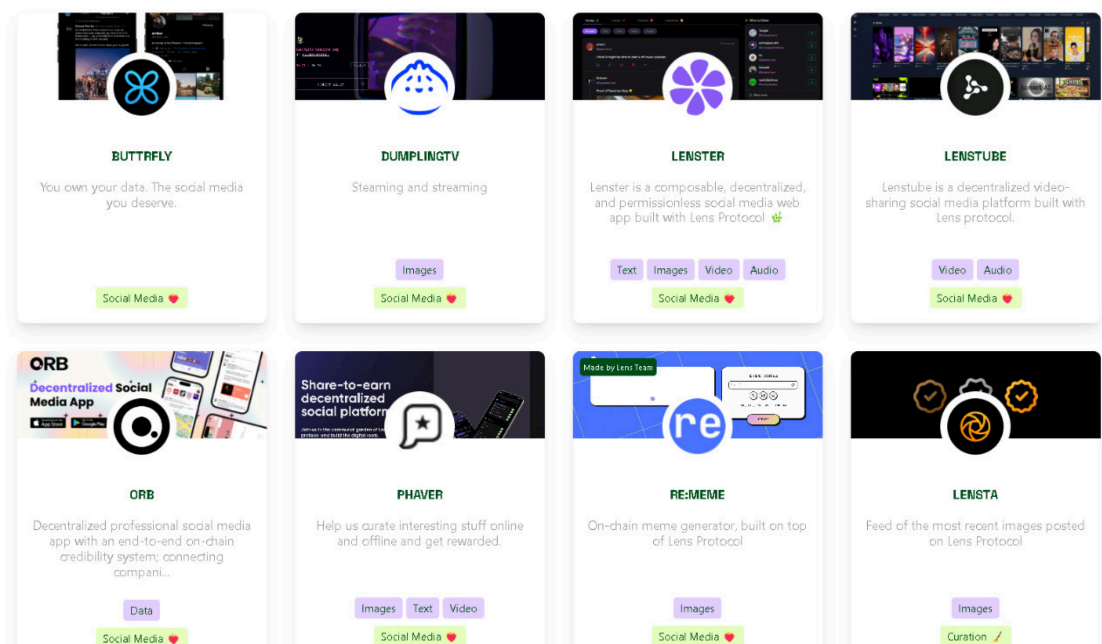 BUTTRFLY
You own your data. The social media
you deserve.
Social Media
DUMPLINGTV
Steaming and streaming
Images
Social Media
LENSTER
Lenster is a composable, decentralized,
and permissionless social media web
app built with Lens Protocol
Text Images Video Audio
Social Media
LENSTUBE
Lenstube is a decentralized video-
sharing social media platform built with
Lens protocol.
Video Audio
Social Media
ORB
Decentralized Social
Media App
App Store Google Play
ORB
Decentralized professional social media
app with an end-to-end on-chain
credibility system; connecting
compani...
Data
Social Media
Share-to-earn
decentralized
social platform
PHAVER
Help us curate interesting stuff online
and offline and get rewarded.
Images Text Video
Social Media
Made by Lens Team
re
RE:MEME
On-chain meme generator, built on top
of Lens Protocol
Images
Social Media
LENSTA
Feed of the most recent images posted
on Lens Protocol
Images
Curation